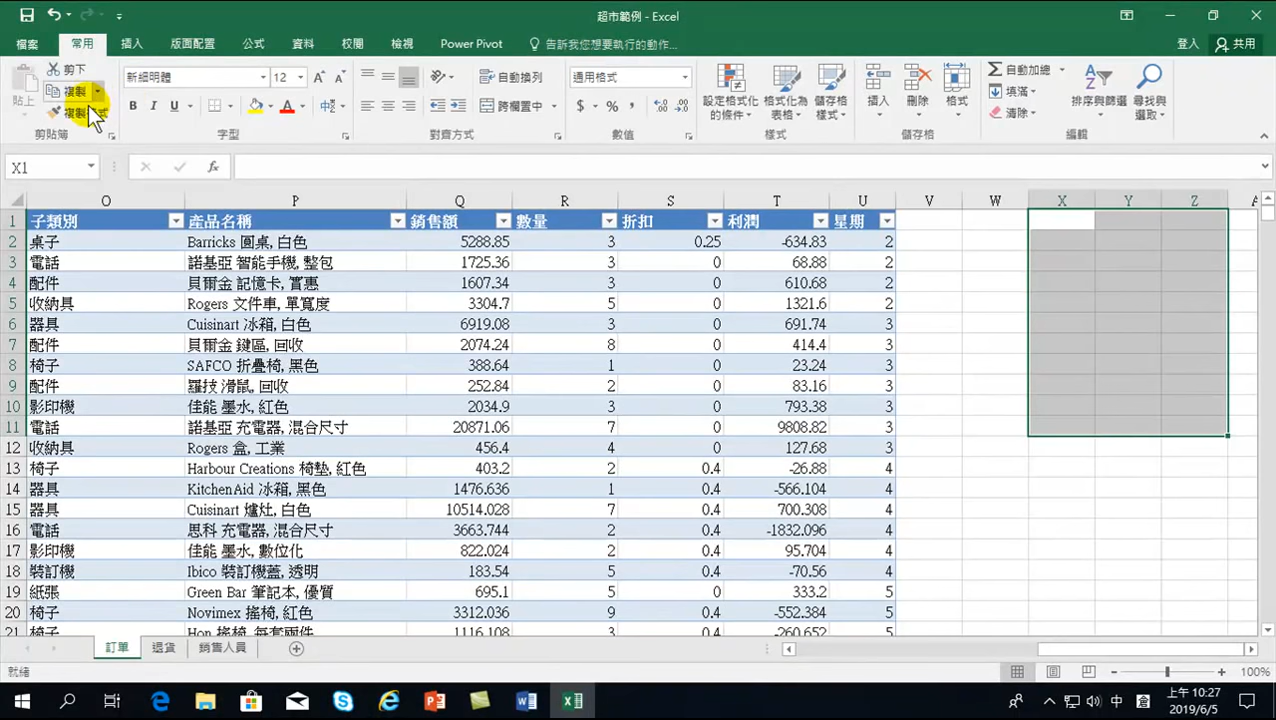 超市範例 - Excel
檔案 常用 插入 版面配置 公式 資料 校閱 檢視 Power Pivot 告訴我您想要執行的動作... 登入 共用
貼上 剪下 複製 新細明體 12 A A 自動換列 通用格式 設定格式化的條件 格式化為表格 儲存格樣式 插入 刪除 格式 自動加總 填滿 清除 排序與篩選 尋找與選取
B I U A 跨欄置中 $ % ,
剪貼簿 字型 對齊方式 數值 樣式 儲存格 編輯
X1 fx
O P Q R S T U V W X Y Z
1 子類別 產品名稱 銷售額 數量 折扣 利潤 星期
2 桌子 Barricks 圓桌, 白色 5288.85 3 0.25 -634.83 2
3 電話 諾基亞 智能手機, 整包 1725.36 3 0 68.88 2
4 配件 貝爾金 記憶卡, 實惠 1607.34 3 0 610.68 2
5 收納具 Rogers 文件車, 單寬度 3304.7 5 0 1321.6 2
6 器具 Cuisinart 冰箱, 白色 6919.08 3 0 691.74 3
7 配件 貝爾金 鍵區, 回收 2074.24 8 0 414.4 3
8 椅子 SAFCO 折疊椅, 黑色 388.64 1 0 23.24 3
9 配件 羅技 滑鼠, 回收 252.84 2 0 83.16 3
10 影印機 佳能 墨水, 紅色 2034.9 3 0 793.38 3
11 電話 諾基亞 充電器, 混合尺寸 20871.06 7 0 9808.82 3
12 收納具 Rogers 盒, 工業 456.4 4 0 127.68 3
13 椅子 Harbour Creations 椅墊, 紅色 403.2 2 0.4 -26.88 4
14 器具 KitchenAid 冰箱, 黑色 1476.636 1 0.4 -566.104 4
15 器具 Cuisinart 爐灶, 白色 10514.028 7 0.4 700.308 4
16 電話 思科 充電器, 混合尺寸 3663.744 2 0.4 -1832.096 4
17 影印機 佳能 墨水, 數位化 822.024 2 0.4 95.704 4
18 裝訂機 Ibico 裝訂機蓋, 透明 183.54 5 0.4 -70.56 4
19 紙張 Green Bar 筆記本, 優質 695.1 5 0 333.2 5
20 椅子 Novimex 搖椅, 紅色 3312.036 9 0.4 -552.384 5
21 椅子 Hon 搖椅, 每套兩件 1116.108 3 0.4 -260.652 5
訂單 退貨 銷售人員
就緒 100%
中 上午 10:27
2019/6/5